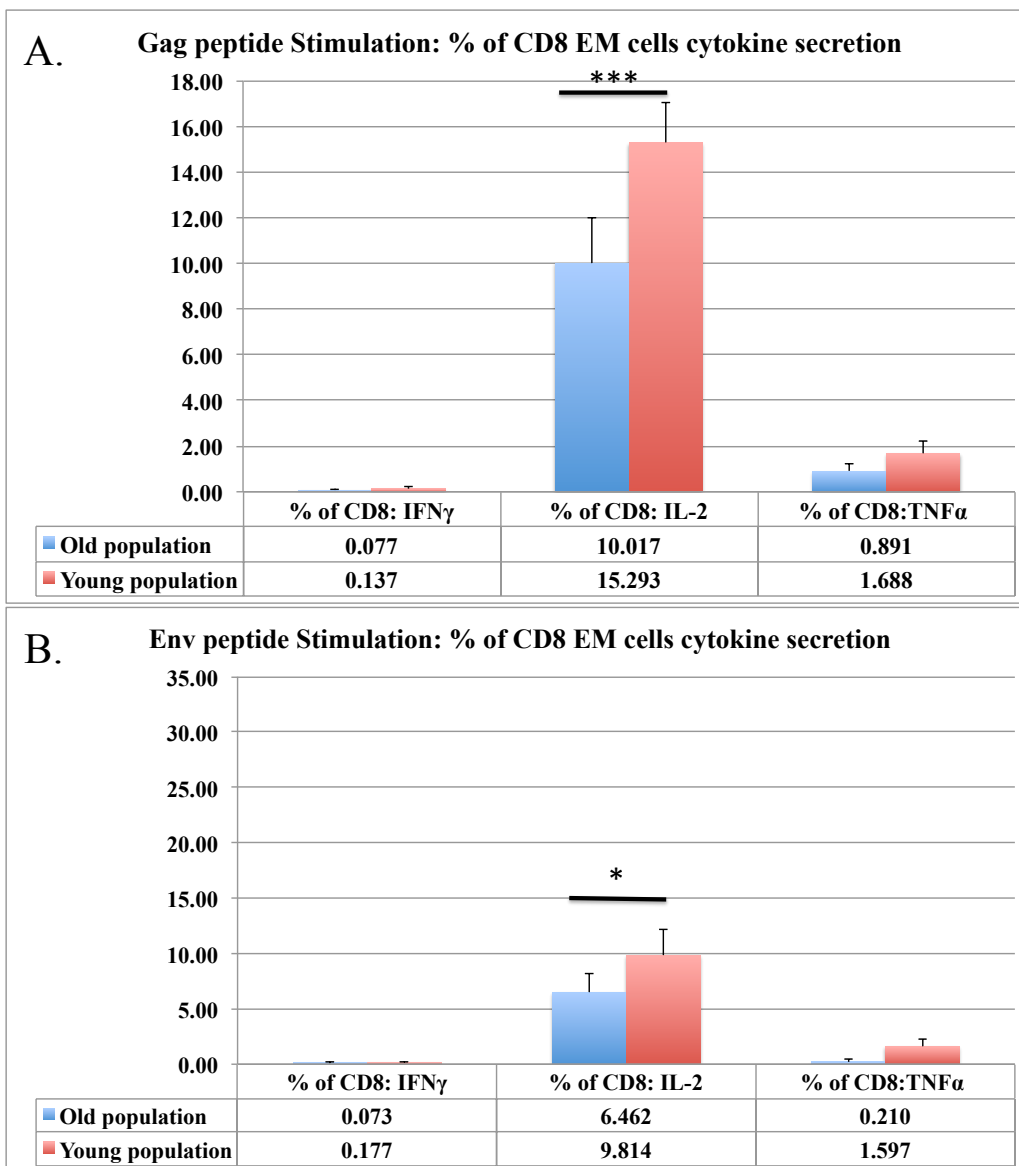 A.
Gag peptide Stimulation: % of CD8 EM cells cytokine secretion
18.00
16.00
14.00
12.00
10.00
8.00
6.00
4.00
2.00
0.00
***
% of CD8: IFNγ % of CD8: IL-2 % of CD8:TNFα
Old population 0.077 10.017 0.891
Young population 0.137 15.293 1.688
B.
Env peptide Stimulation: % of CD8 EM cells cytokine secretion
35.00
30.00
25.00
20.00
15.00
10.00
5.00
0.00
*
% of CD8: IFNγ % of CD8: IL-2 % of CD8:TNFα
Old population 0.073 6.462 0.210
Young population 0.177 9.814 1.597